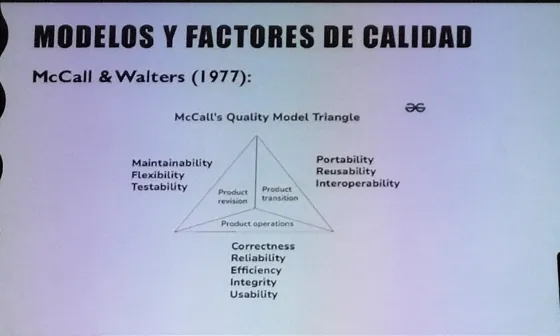 MODELOS Y FACTORES DE CALIDAD
McCall & Walters (1977):
McCall's Quality Model Triangle
Maintainability
Flexibility
Testability
Portability
Reusability
Interoperability
Product
revision
Product
transition
Product operations
Correctness
Reliability
Efficiency
Integrity
Usability